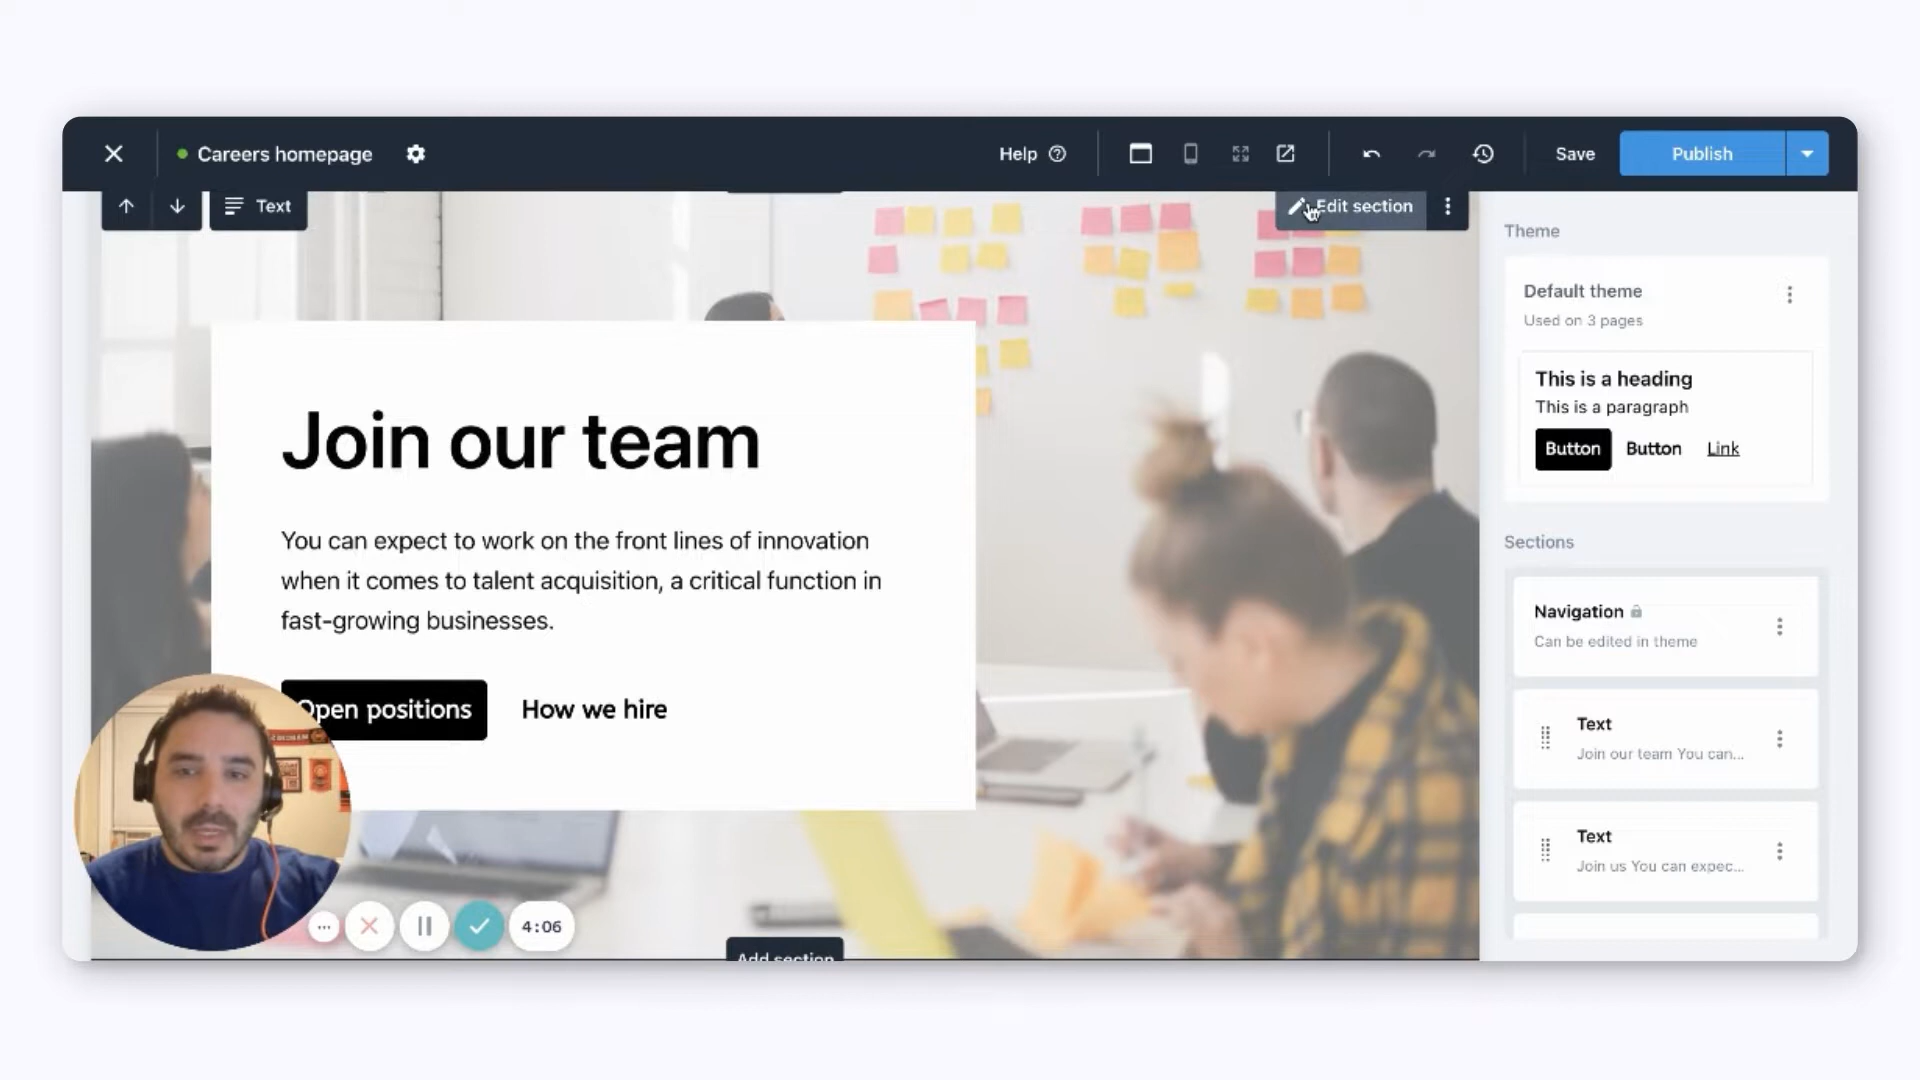 Careers homepage
Help
Save
Publish
Text
Edit section
Join our team
You can expect to work on the front lines of innovation
when it comes to talent acquisition, a critical function in
fast-growing businesses.
Open positions
How we hire
4:06
Add section
Theme
Default theme
Used on 3 pages
This is a heading
This is a paragraph
Button
Button
Link
Sections
Navigation
Can be edited in theme
Text
Join our team You can...
Text
Join us You can expec...